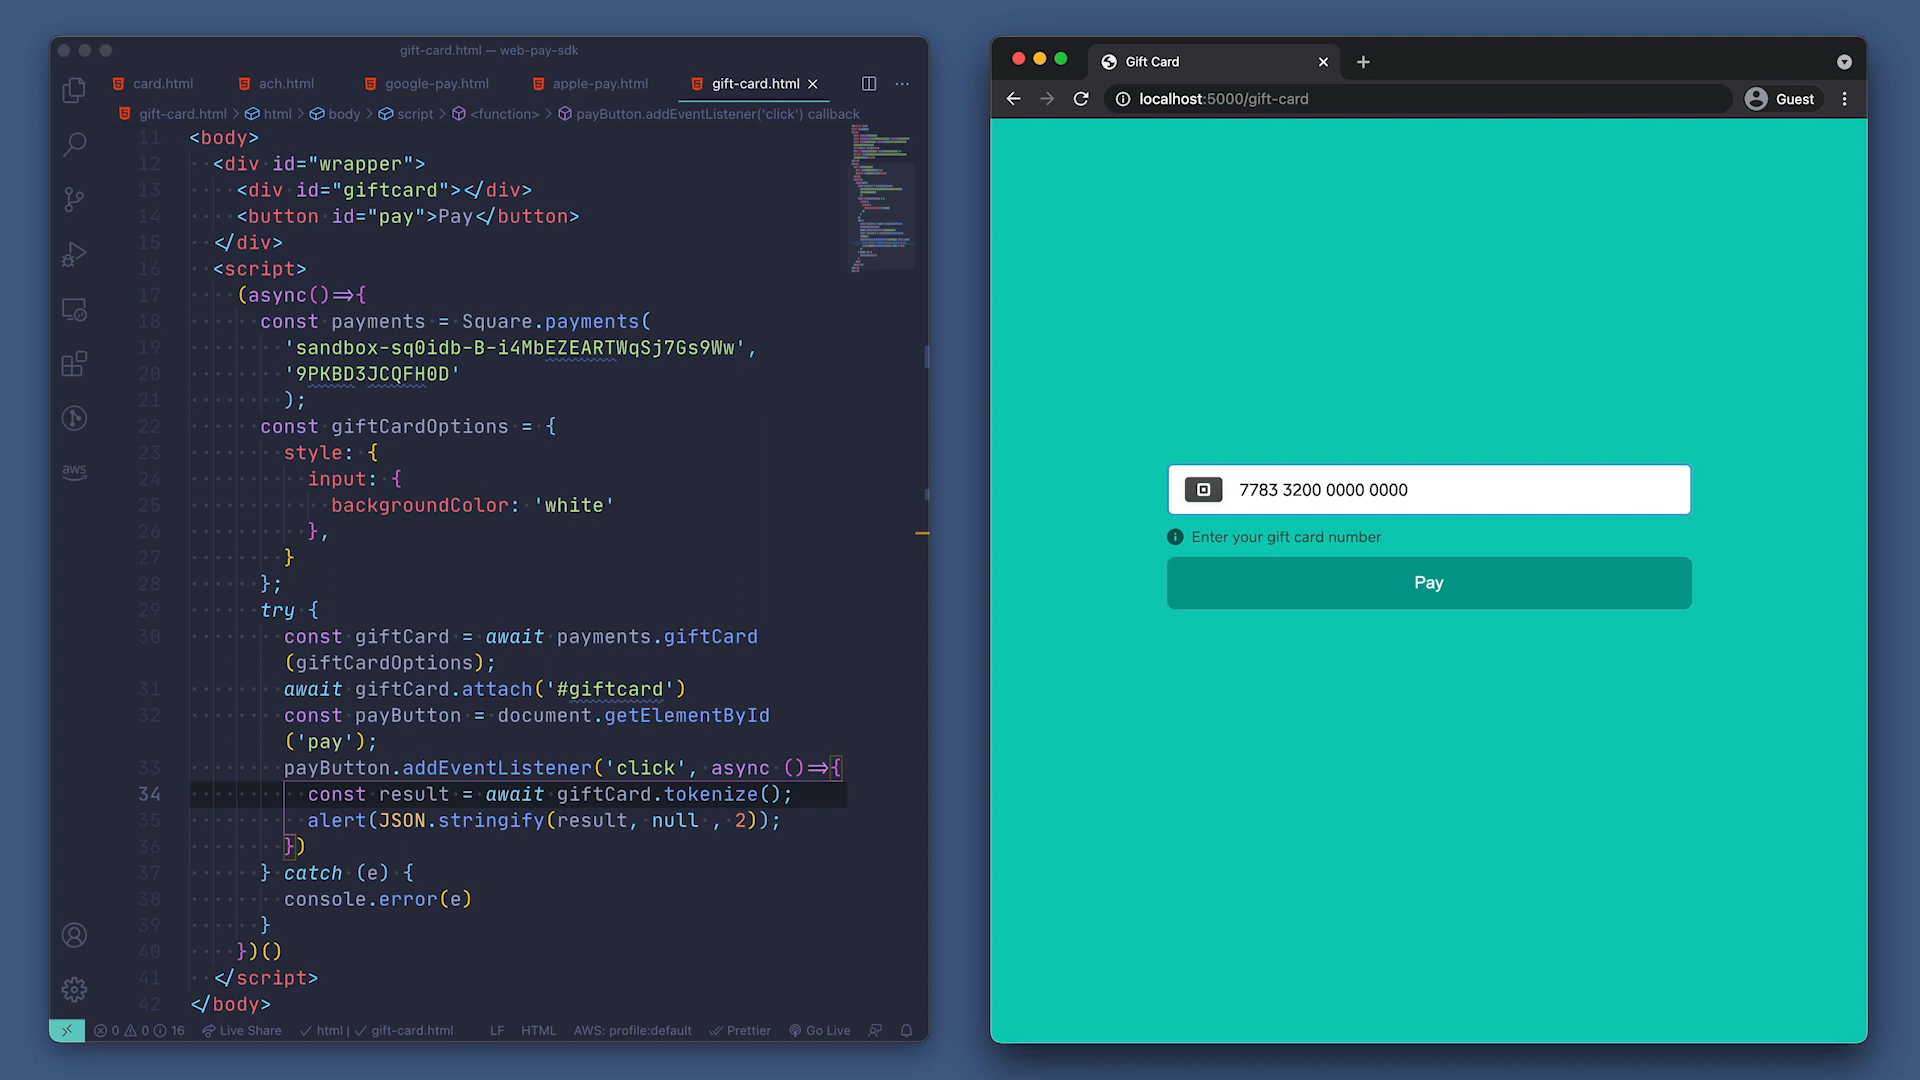 gift-card.html — web-pay-sdk
card.html ach.html google-pay.html apple-pay.html gift-card.html
gift-card.html > html > body > script > <function> > payButton.addEventListener('click') callback
11 <body>
12 <div id="wrapper">
13 <div id="giftcard"></div>
14 <button id="pay">Pay</button>
15 </div>
16 <script>
17 (async()=>{
18 const payments = Square.payments(
19 'sandbox-sq0idb-B-i4MbEZEARTWqSj7Gs9Ww',
20 '9PKBD3JCQFH0D'
21 );
22 const giftCardOptions = {
23 style: {
24 input: {
25 backgroundColor: 'white'
26 },
27 }
28 };
29 try {
30 const giftCard = await payments.giftCard
(giftCardOptions);
31 await giftCard.attach('#giftcard')
32 const payButton = document.getElementById
('pay');
33 payButton.addEventListener('click', async ()=>{
34 const result = await giftCard.tokenize();
35 alert(JSON.stringify(result, null , 2));
36 })
37 } catch (e) {
38 console.error(e)
39 }
40 })()
41 </script>
42 </body>
aws
0 0 16 Live Share html | gift-card.html LF HTML AWS: profile:default Prettier Go Live
Gift Card
localhost:5000/gift-card Guest
7783 3200 0000 0000
Enter your gift card number
Pay